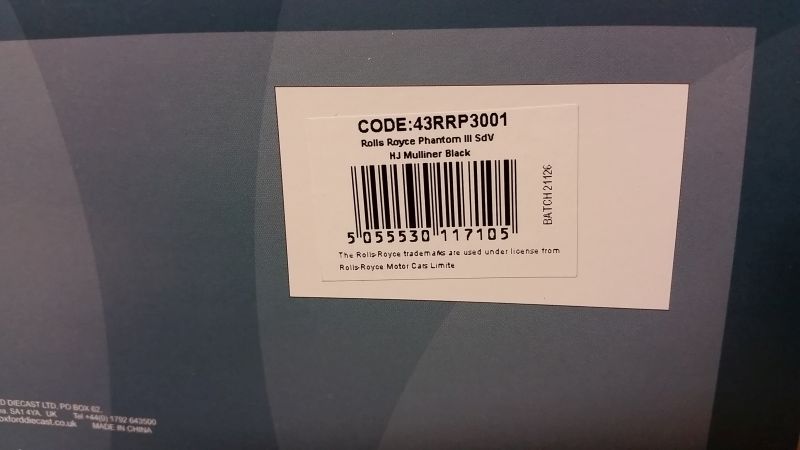 CODE:43RRP3001
Rolls Royce Phantom III SdV
HJ Mulliner Black
BATCH 21126
5 055530 117105
The Rolls-Royce trademarks are used under license from
Rolls-Royce Motor Cars Limite
D DIECAST LTD. PO BOX 62,
ea. SA1 4YA, UK Tel +44(0) 1792 643500
oxforddiecast.co.uk MADE IN CHINA